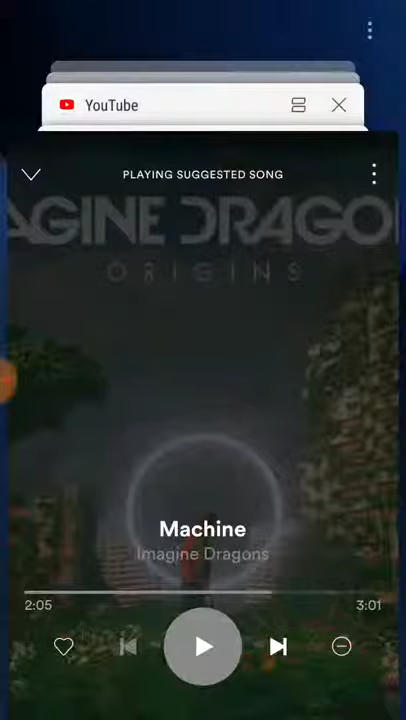 YouTube
PLAYING SUGGESTED SONG
AGINE DRAGON
ORIGINS
Machine
Imagine Dragons
2:05
3:01